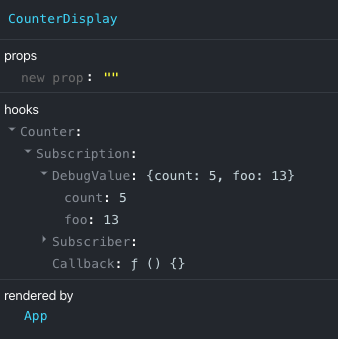 CounterDisplay
props
new prop: ""
hooks
Counter:
Subscription:
DebugValue: {count: 5, foo: 13}
count: 5
foo: 13
Subscriber:
Callback: ƒ () {}
rendered by
App